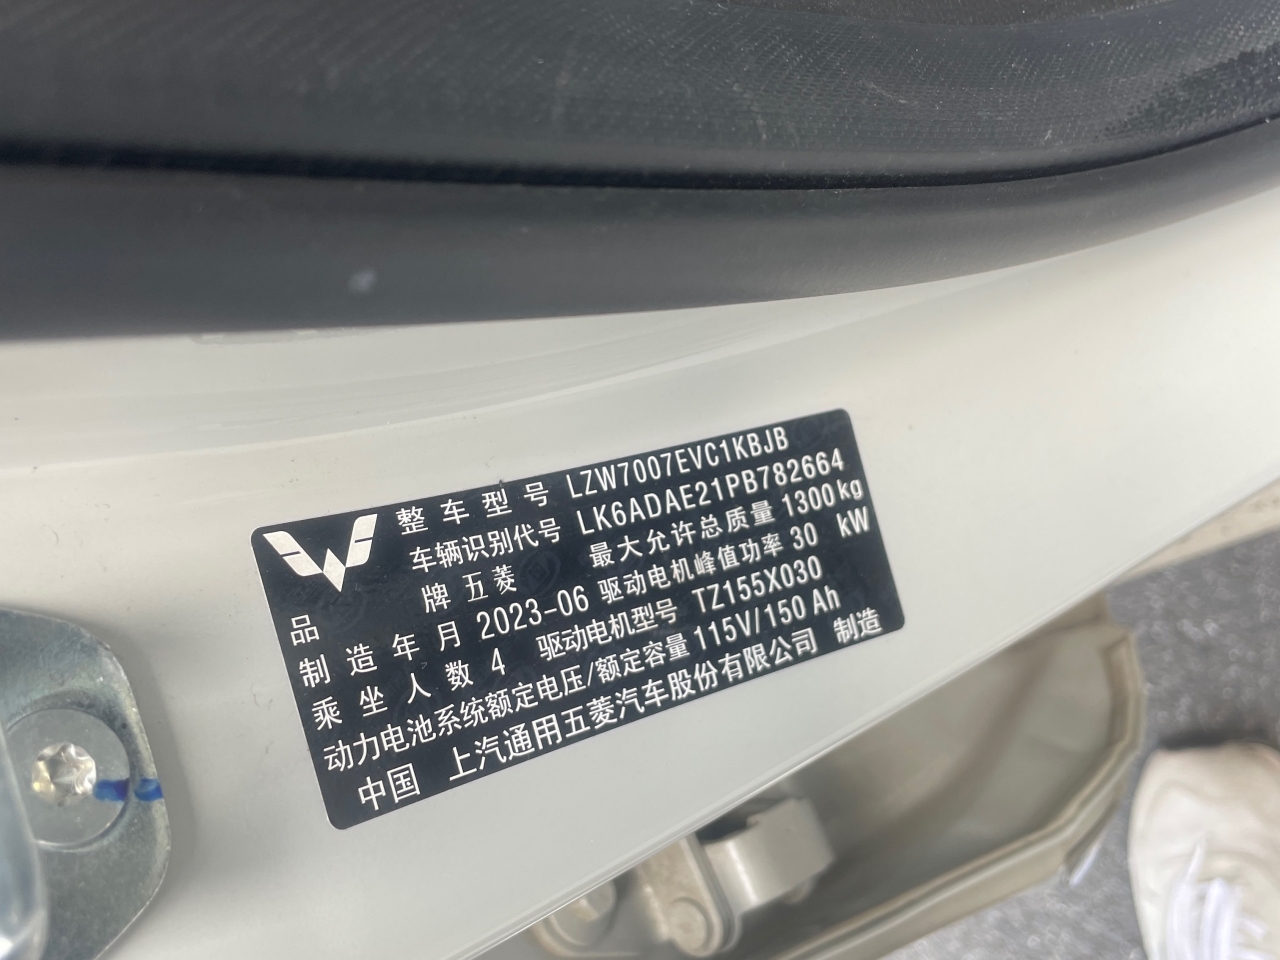 整车型号 LZW7007EVC1KBJB
车辆识别代号 LK6ADAE21PB782664
品牌 五菱 最大允许总质量 1300kg
制造年月 2023-06 驱动电机峰值功率 30 kW
乘坐人数 4 驱动电机型号 TZ155X030
动力电池系统额定电压/额定容量 115V/150 Ah
中国 上汽通用五菱汽车股份有限公司 制造